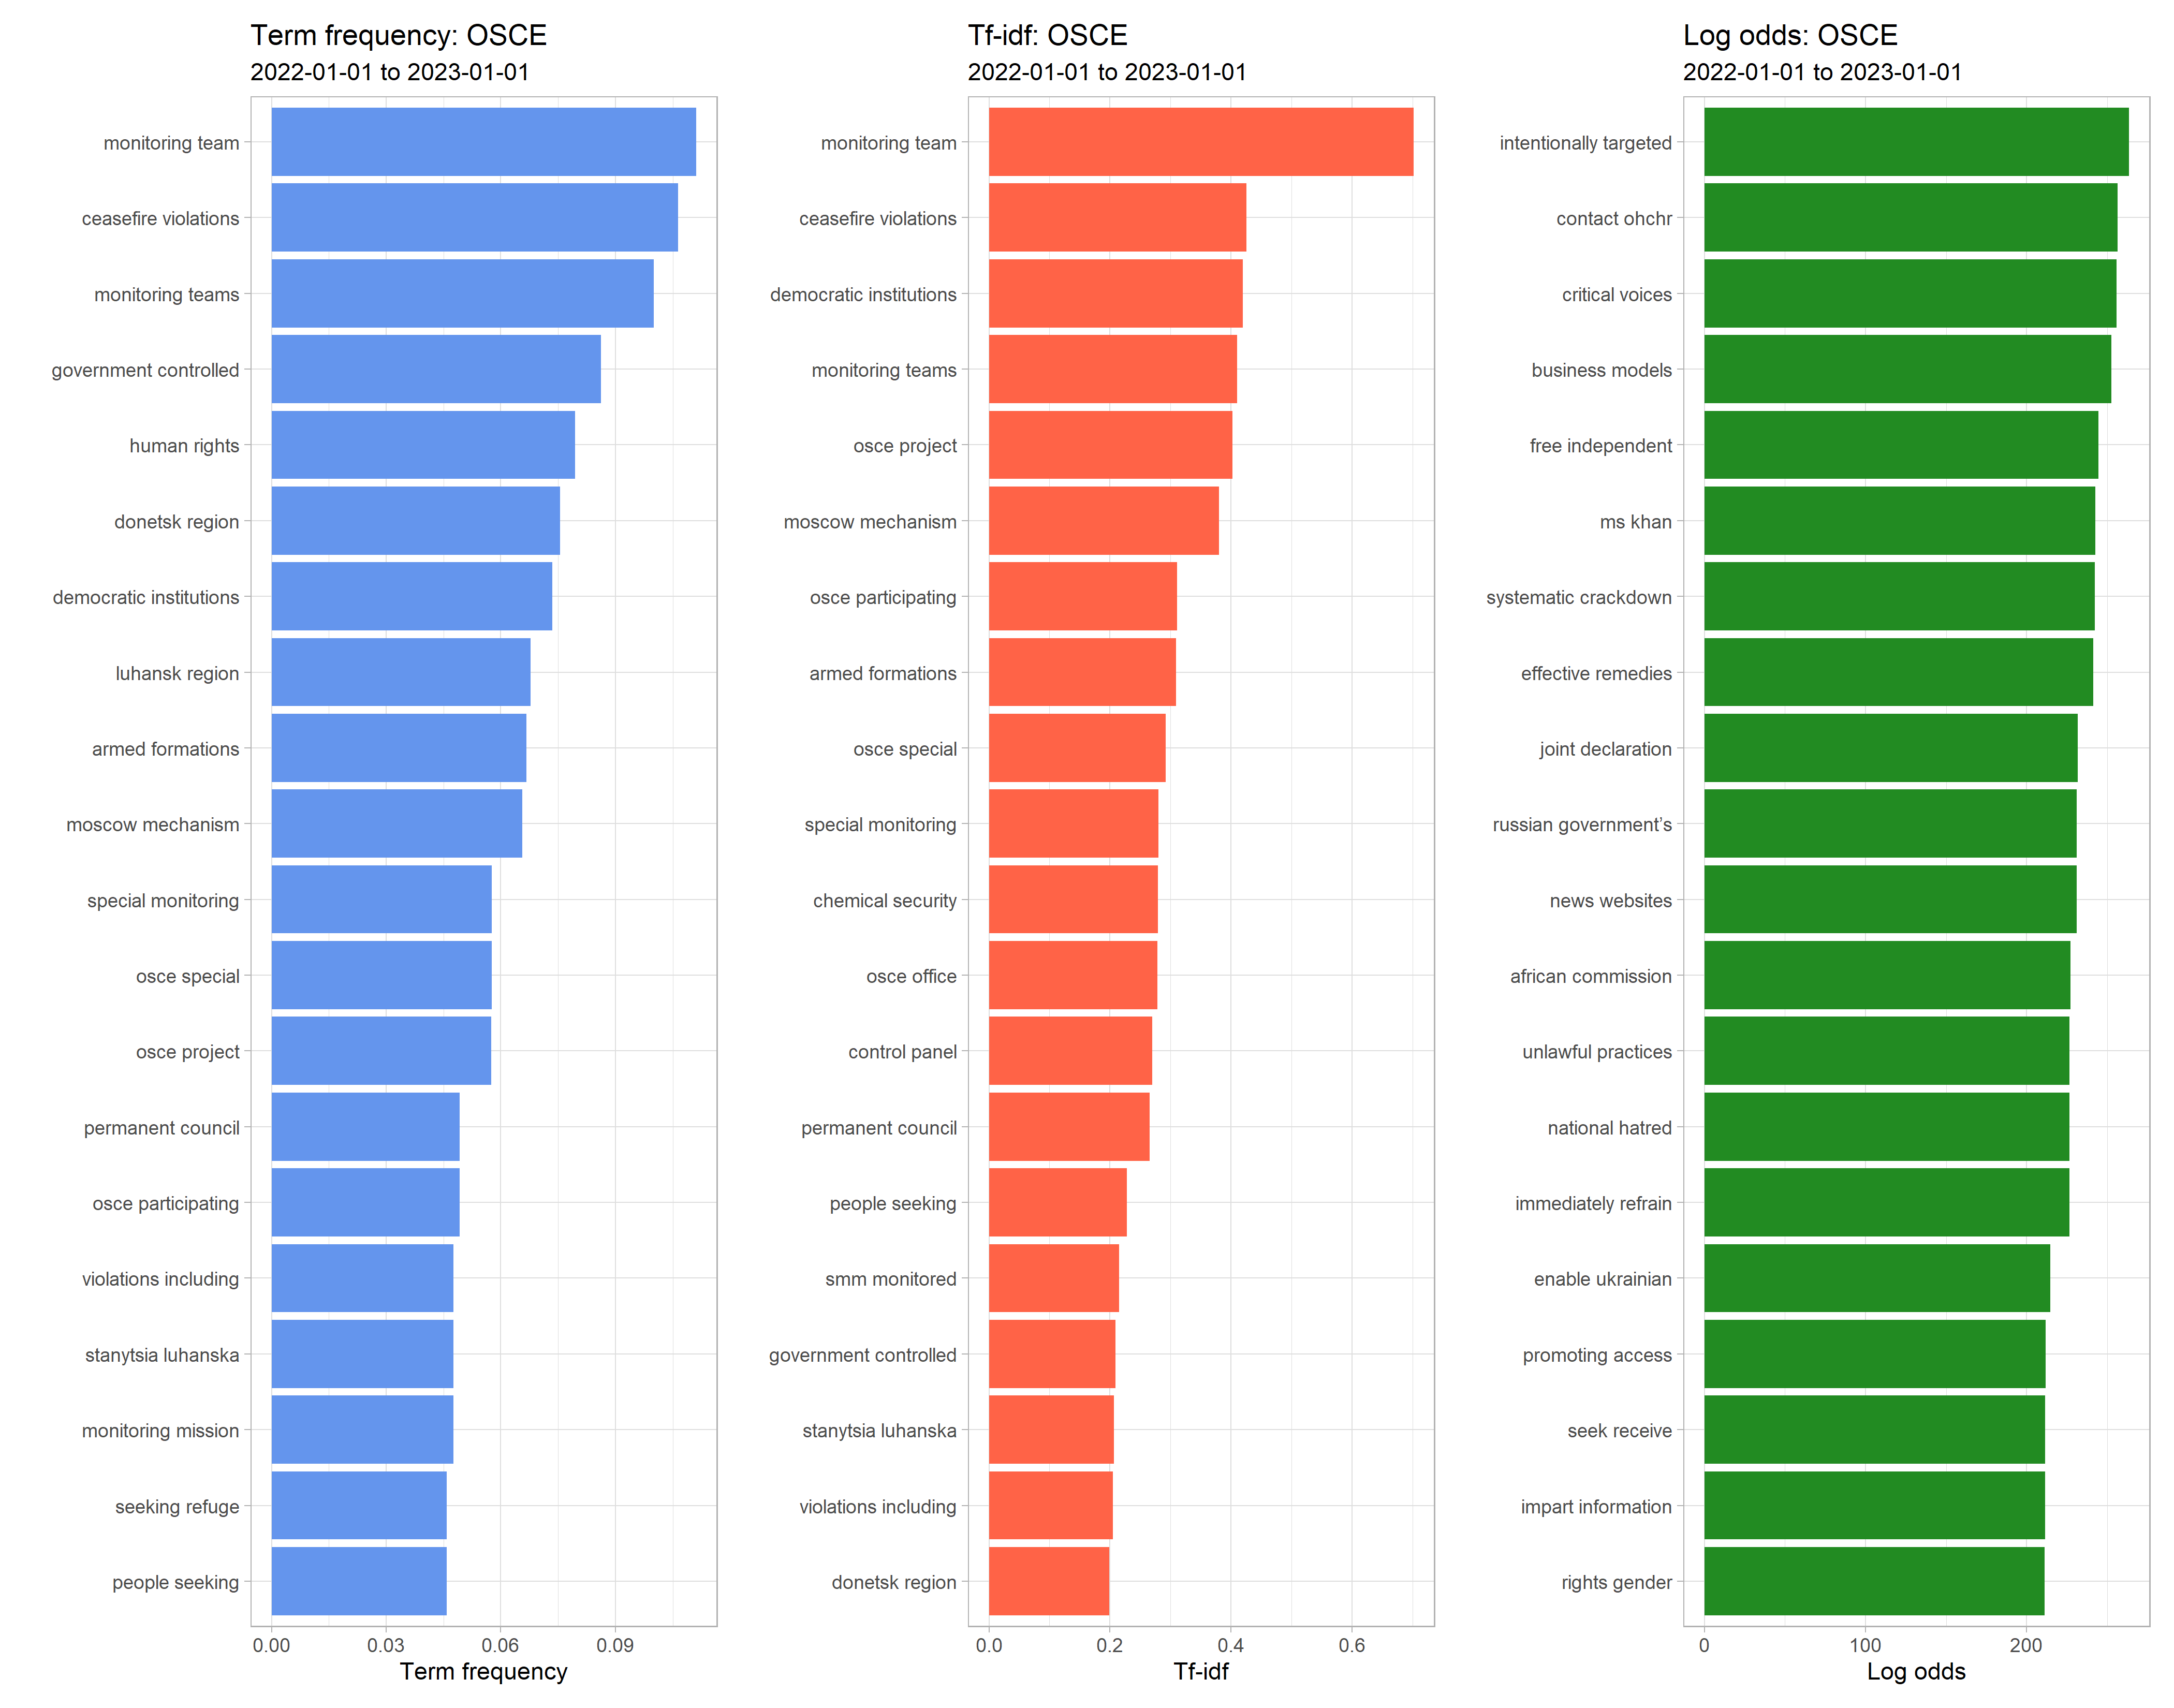 Term frequency: OSCE
2022-01-01 to 2023-01-01
monitoring team
ceasefire violations
monitoring teams
government controlled
human rights
donetsk region
democratic institutions
luhansk region
armed formations
moscow mechanism
special monitoring
osce special
osce project
permanent council
osce participating
violations including
stanytsia luhanska
monitoring mission
seeking refuge
people seeking
0.00 0.03 0.06 0.09
Term frequency
Tf-idf: OSCE
2022-01-01 to 2023-01-01
monitoring team
ceasefire violations
democratic institutions
monitoring teams
osce project
moscow mechanism
osce participating
armed formations
osce special
special monitoring
chemical security
osce office
control panel
permanent council
people seeking
smm monitored
government controlled
stanytsia luhanska
violations including
donetsk region
0.0 0.2 0.4 0.6
Tf-idf
Log odds: OSCE
2022-01-01 to 2023-01-01
intentionally targeted
contact ohchr
critical voices
business models
free independent
ms khan
systematic crackdown
effective remedies
joint declaration
russian government’s
news websites
african commission
unlawful practices
national hatred
immediately refrain
enable ukrainian
promoting access
seek receive
impart information
rights gender
0 100 200
Log odds